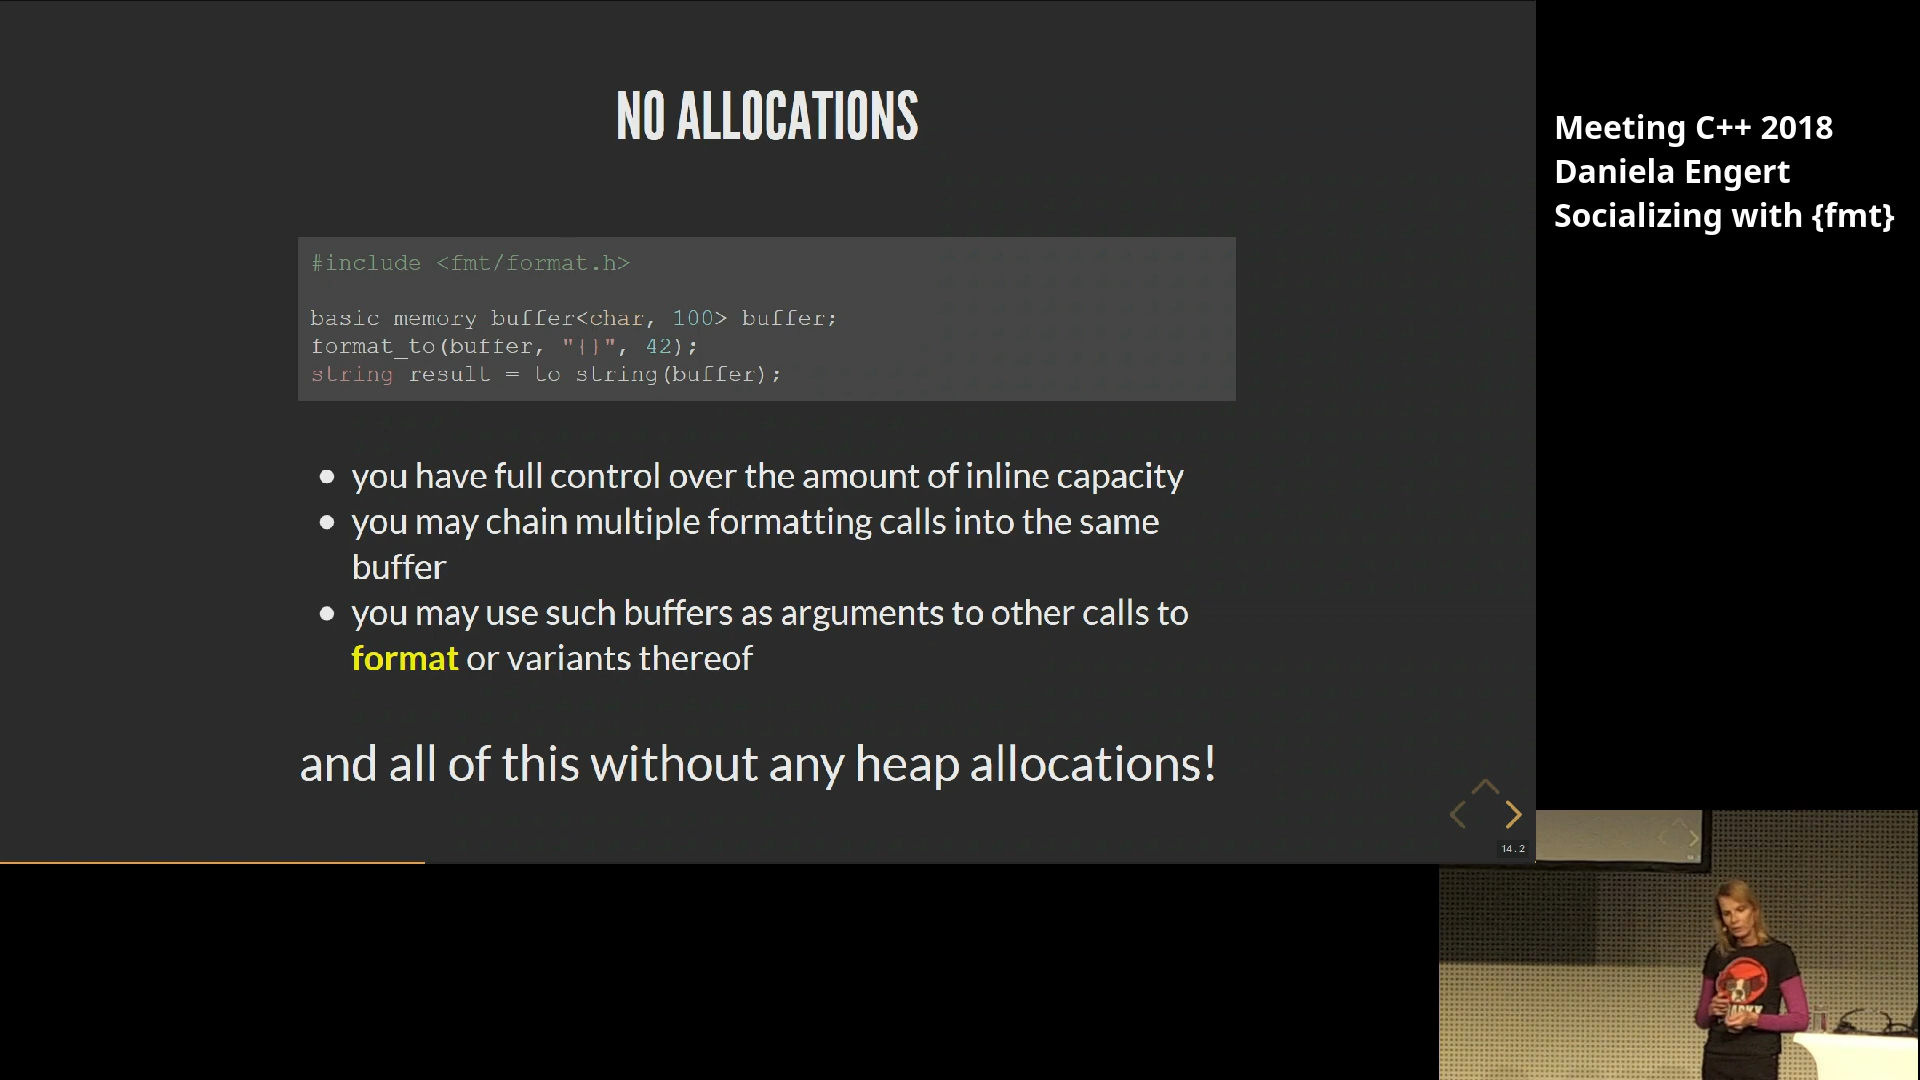 NO ALLOCATIONS
#include <fmt/format.h>
basic_memory_buffer<char, 100> buffer;
format_to(buffer, "{}", 42);
string result = to_string(buffer);
• you have full control over the amount of inline capacity
• you may chain multiple formatting calls into the same
buffer
• you may use such buffers as arguments to other calls to
format or variants thereof
and all of this without any heap allocations!
14.2
Meeting C++ 2018
Daniela Engert
Socializing with {fmt}